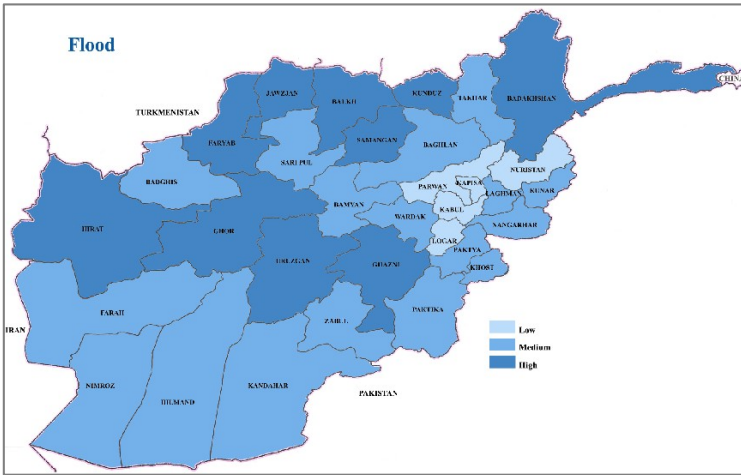 Flood
JAWZJAN
BALKH
KUNDUZ
TAKHAR
BADAKHSHAN
CHINA
TURKMENISTAN
FARYAB
SAMANGAN
SARI PUL
BAGHLAN
BADGHIS
NURISTAN
PARWAN
KAPISA
LAGHMAN
KUNAR
BAMYAN
KABUL
WARDAK
NANGARHAR
HIRAT
GHOR
LOGAR
PAKTYA
URUZGAN
GHAZNI
KHOST
FARAH
PAKTIKA
ZABUL
IRAN
Low
Medium
High
NIMROZ
HILMAND
KANDAHAR
PAKISTAN